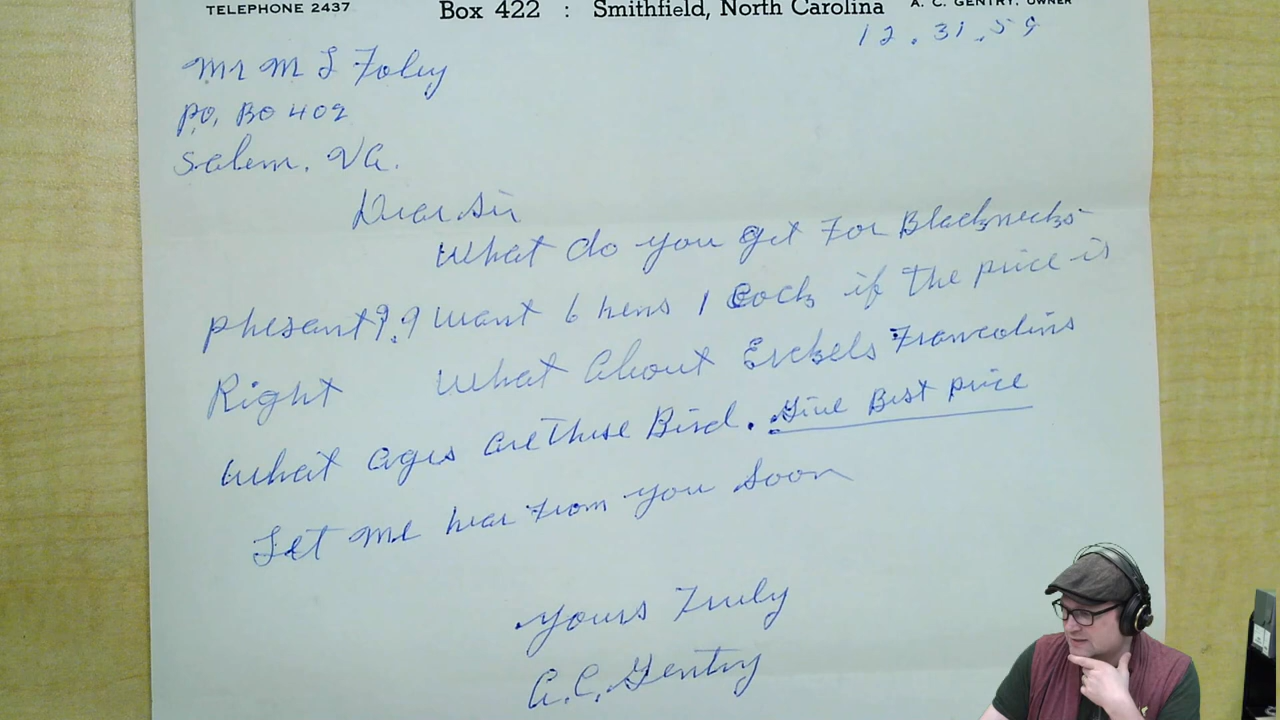 TELEPHONE 2437 Box 422 : Smithfield, North Carolina A. C. GENTRY, OWNER
12.31.59
Mr M L Foley
PO, BO 402
Salem, VA.
Dear Sir
What do you get For Blacknecks
phesant?.? Want 6 hens 1 Cock if the price is
Right What About Erckels Francolins
What ages are these Bird. Give Best price
Let Me hear From you Soon
Yours Truly
A.C. Gentry